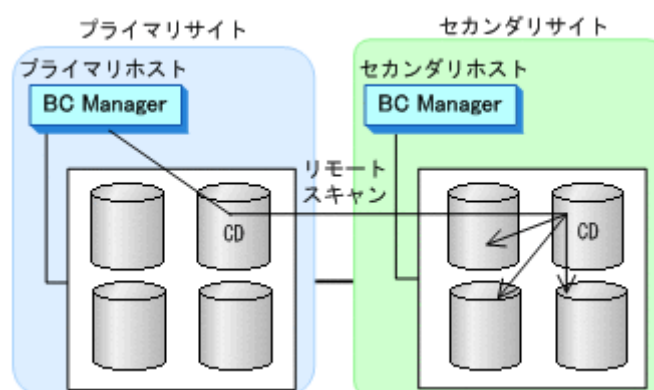 プライマリサイト
セカンダリサイト
プライマリホスト
セカンダリホスト
BC Manager
BC Manager
リモート
スキャン
CD
CD